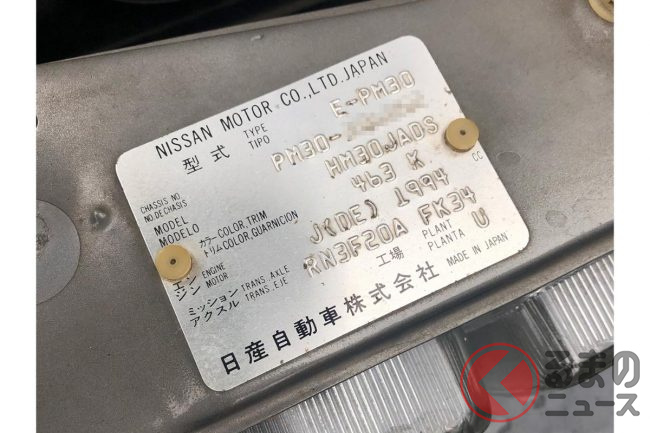 NISSAN MOTOR CO., LTD. JAPAN
型式 TYPE TIPO E-PM30
CHASSIS NO. NO. DE CHASIS PM30-
MODEL MODELO HM30JADS
カラー COLOR, TRIM トリム COLOR, GUARNICION 463 K
エンジン ENGINE MOTOR J(DE) 1994 CC
ミッション TRANS. AXLE アクスル TRANS. EJE RN3F20A FK34 工場 PLANT PLANTA U
日産自動車株式会社 MADE IN JAPAN
くるまのニュース